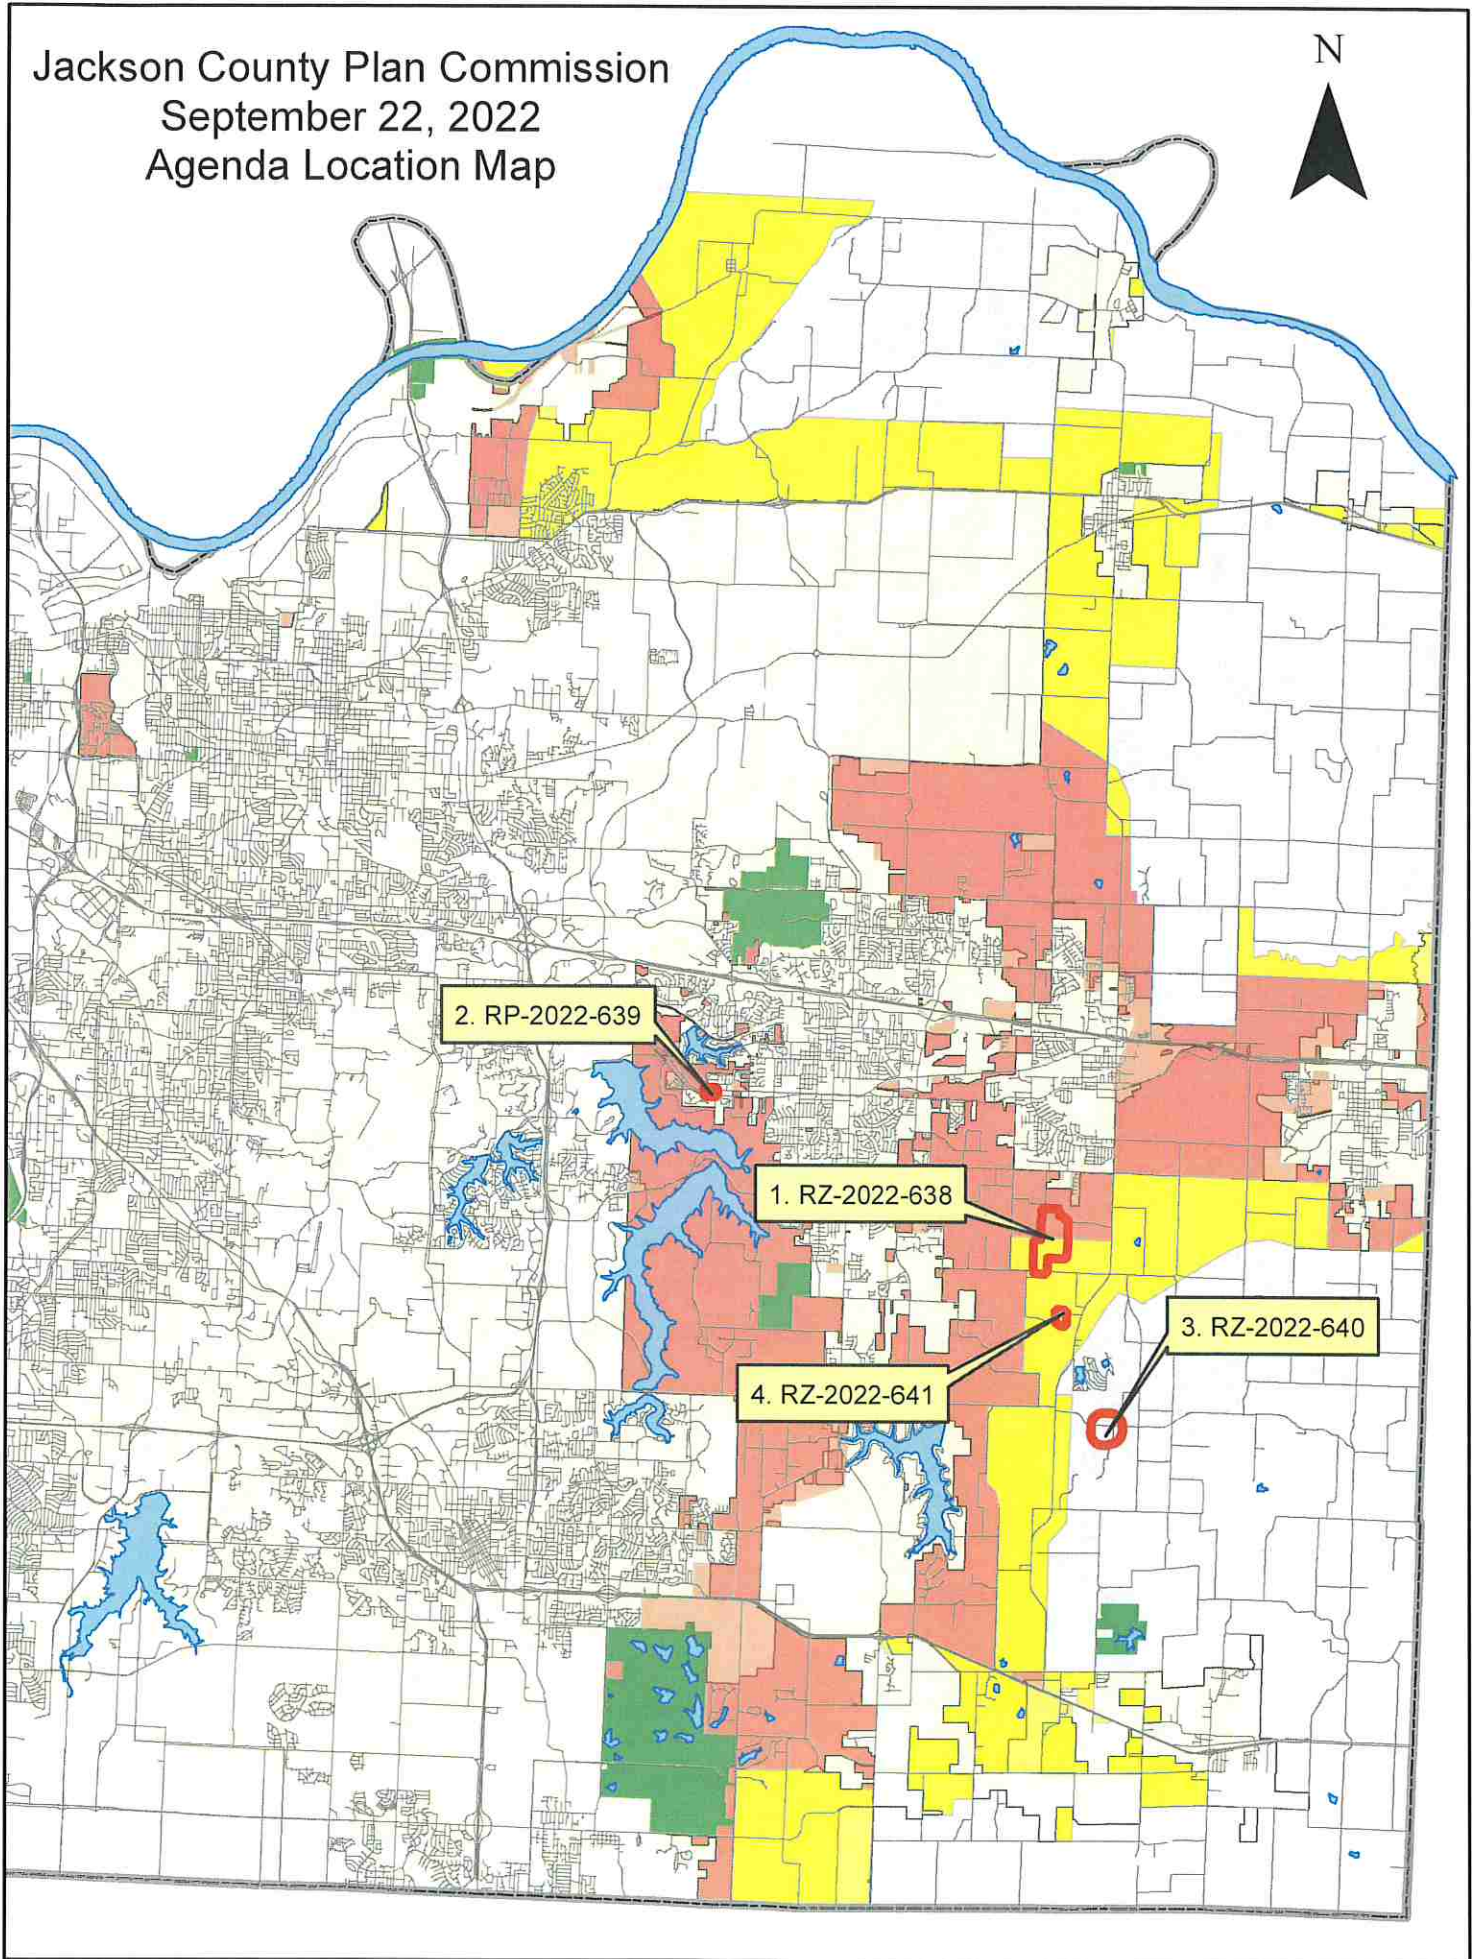 Jackson County Plan Commission
September 22, 2022
Agenda Location Map
N
2. RP-2022-639
1. RZ-2022-638
3. RZ-2022-640
4. RZ-2022-641